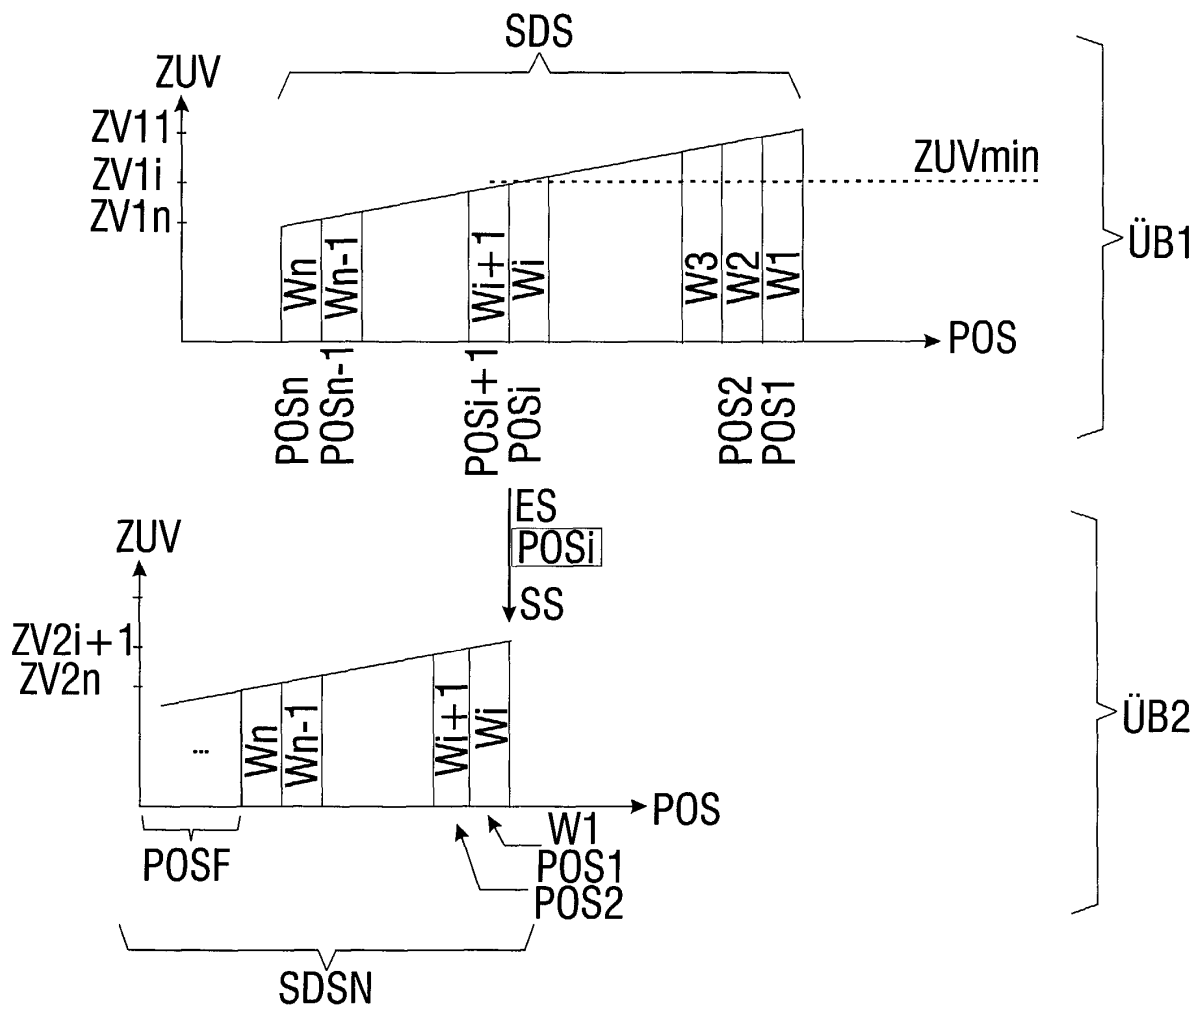 SDS
ZUV
ZV11
ZV1i
ZV1n
ZUVmin
ÜB1
Wn
Wn-1
Wi+1
Wi
W3
W2
W1
POS
POSn
POSn-1
POSi+1
POSi
POS2
POS1
ES
POSi
SS
ZUV
ZV2i+1
ZV2n
ÜB2
...
Wn
Wn-1
Wi+1
Wi
POS
POSF
W1
POS1
POS2
SDSN